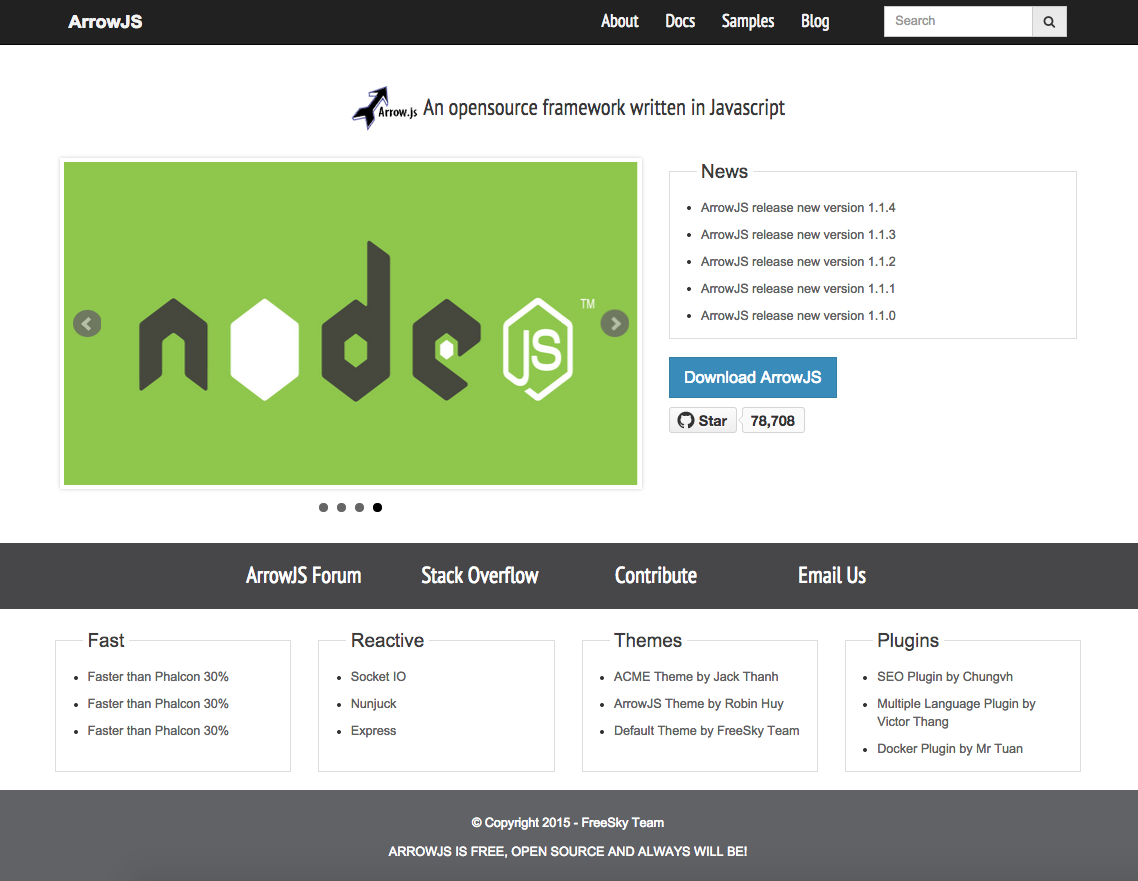 ArrowJS
About Docs Samples Blog
Search
Arrow.js An opensource framework written in Javascript
node JS TM
News
ArrowJS release new version 1.1.4
ArrowJS release new version 1.1.3
ArrowJS release new version 1.1.2
ArrowJS release new version 1.1.1
ArrowJS release new version 1.1.0
Download ArrowJS
Star 78,708
ArrowJS Forum Stack Overflow Contribute Email Us
Fast
Faster than Phalcon 30%
Faster than Phalcon 30%
Faster than Phalcon 30%
Reactive
Socket IO
Nunjuck
Express
Themes
ACME Theme by Jack Thanh
ArrowJS Theme by Robin Huy
Default Theme by FreeSky Team
Plugins
SEO Plugin by Chungvh
Multiple Language Plugin by
Victor Thang
Docker Plugin by Mr Tuan
© Copyright 2015 - FreeSky Team
ARROWJS IS FREE, OPEN SOURCE AND ALWAYS WILL BE!